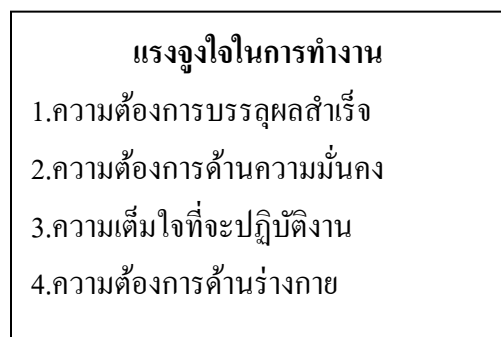 แรงจูงใจในการทำงาน
1.ความต้องการบรรลุผลสำเร็จ
2.ความต้องการด้านความมั่นคง
3.ความเต็มใจที่จะปฏิบัติงาน
4.ความต้องการด้านร่างกาย